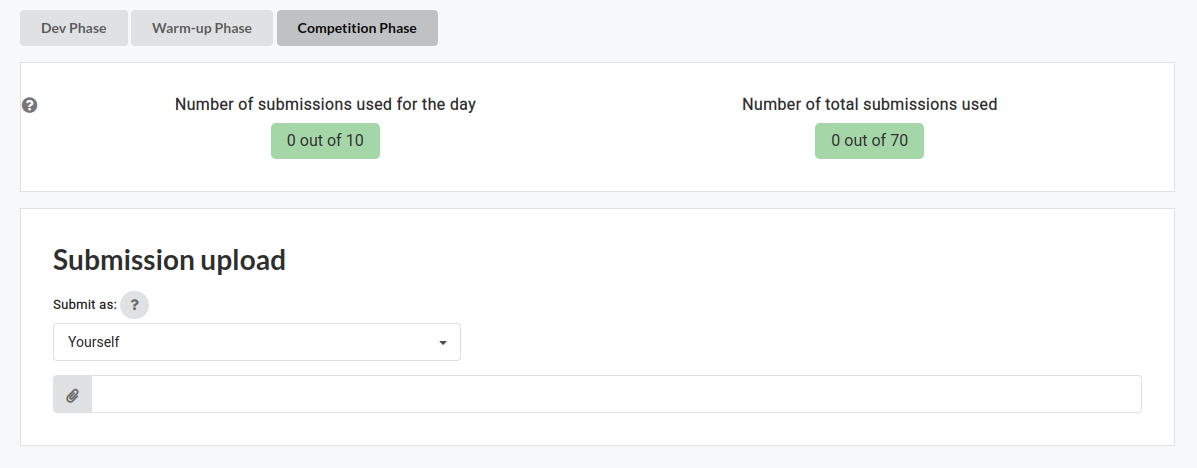 Dev Phase Warm-up Phase Competition Phase
Number of submissions used for the day Number of total submissions used
0 out of 10 0 out of 70
Submission upload
Submit as: ?
Yourself